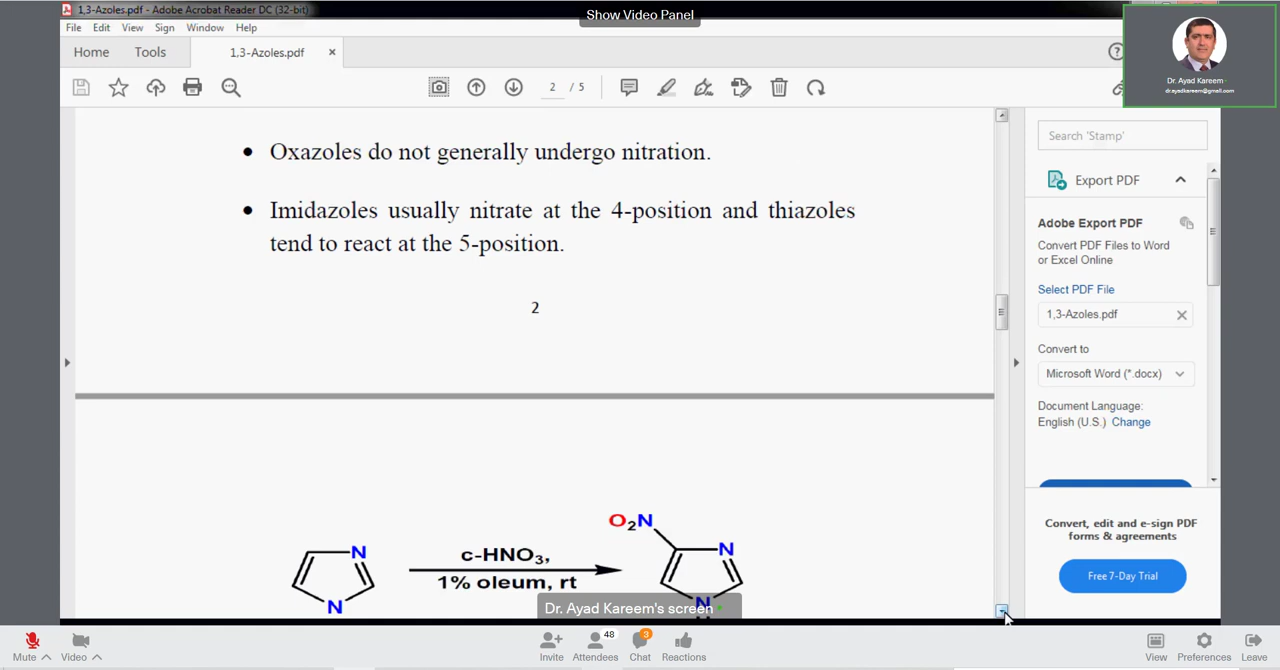 1,3-Azoles.pdf - Adobe Acrobat Reader DC (32-bit)
Show Video Panel
File Edit View Sign Window Help
Home Tools 1,3-Azoles.pdf ×
2 / 5
Dr. Ayad Kareem
dr.ayadkareem@gmail.com
• Oxazoles do not generally undergo nitration.
• Imidazoles usually nitrate at the 4-position and thiazoles
tend to react at the 5-position.
2
O2N
N
N
c-HNO3,
1% oleum, rt
N
N
Dr. Ayad Kareem's screen
Search 'Stamp'
Export PDF
Adobe Export PDF
Convert PDF Files to Word
or Excel Online
Select PDF File
1,3-Azoles.pdf
Convert to
Microsoft Word (*.docx)
Document Language:
English (U.S.) Change
Convert, edit and e-sign PDF
forms & agreements
Free 7-Day Trial
48
3
Mute Video Invite Attendees Chat Reactions View Preferences Leave